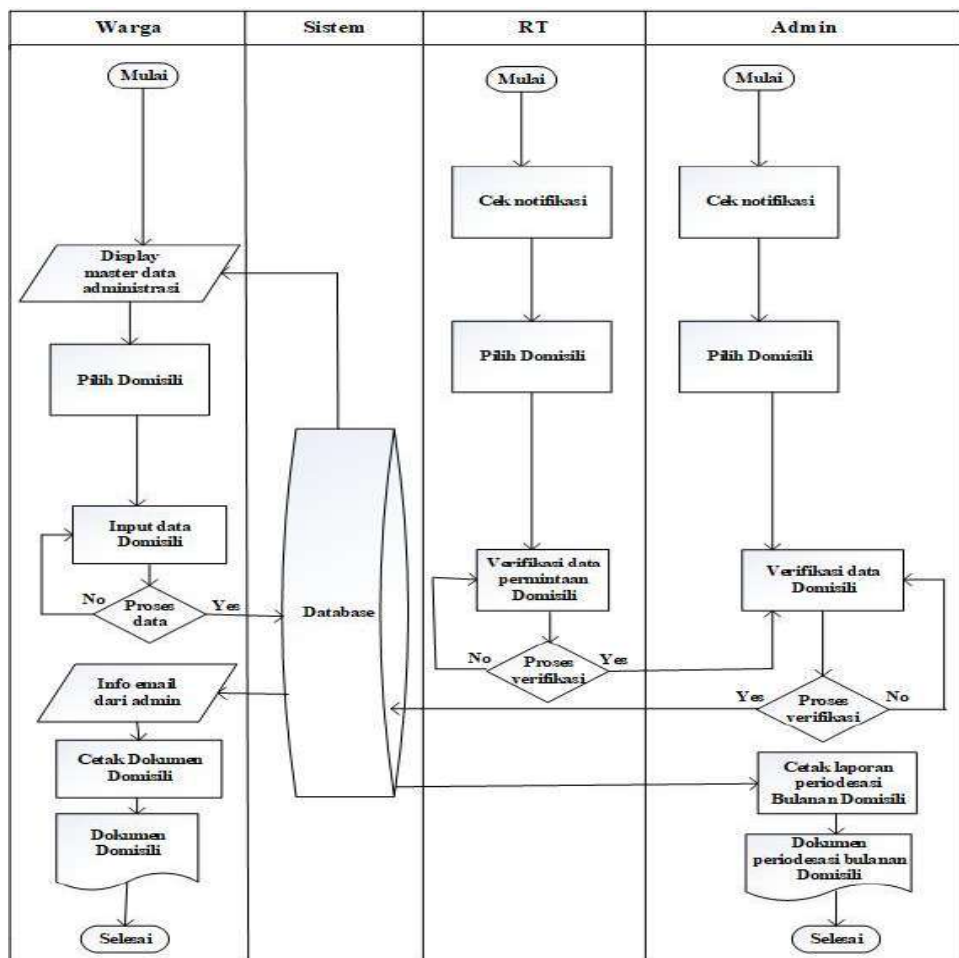 Warga
Sistem
RT
Admin
Mulai
Display
master data
administrasi
Pilih Domisili
Input data
Domisili
No
Proses
data
Yes
Info email
dari admin
Cetak Dokumen
Domisili
Dokumen
Domisili
Selesai
Database
Mulai
Cek notifikasi
Pilih Domisili
Verifikasi data
permintaan
Domisili
No
Proses
verifikasi
Yes
Mulai
Cek notifikasi
Pilih Domisili
Verifikasi data
Domisili
Yes
Proses
verifikasi
No
Cetak laporan
periodesasi
Bulanan Domisili
Dokumen
periodesasi bulanan
Domisili
Selesai